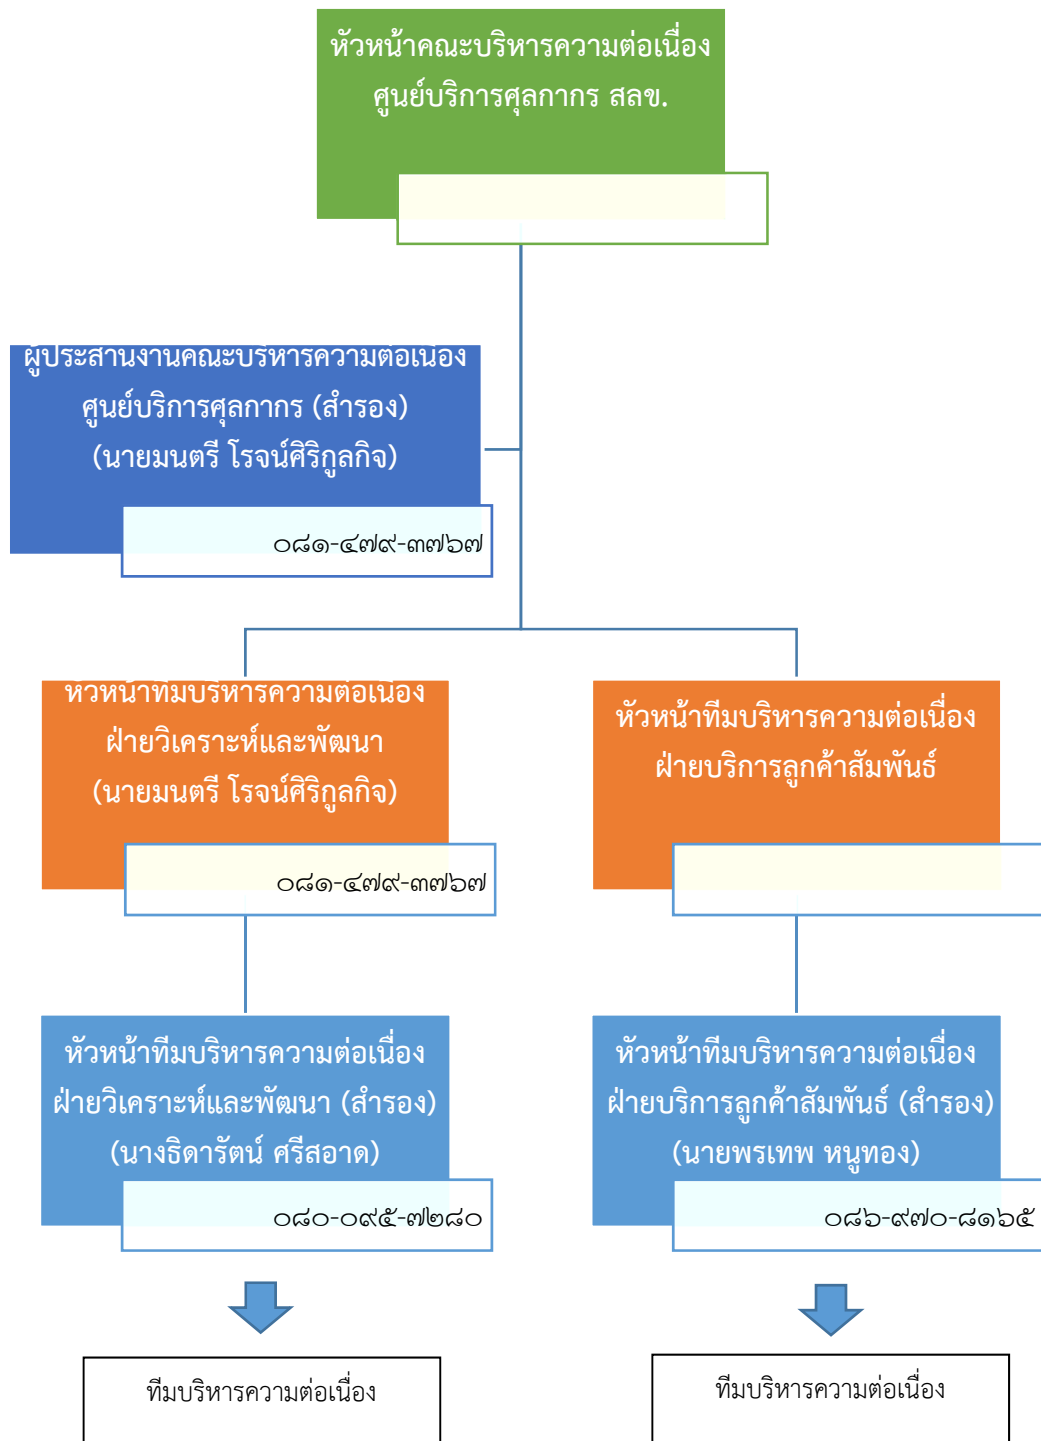 หัวหน้าคณะบริหารความต่อเนื่อง
ศูนย์บริการศุลกากร สลข.
ผู้ประสานงานคณะบริหารความต่อเนื่อง
ศูนย์บริการศุลกากร (สำรอง)
(นายมนตรี โรจน์ศิริกูลกิจ)
๐๘๑-๔๗๙-๓๗๖๗
หัวหน้าทีมบริหารความต่อเนื่อง
ฝ่ายวิเคราะห์และพัฒนา
(นายมนตรี โรจน์ศิริกูลกิจ)
๐๘๑-๔๗๙-๓๗๖๗
หัวหน้าทีมบริหารความต่อเนื่อง
ฝ่ายบริการลูกค้าสัมพันธ์
หัวหน้าทีมบริหารความต่อเนื่อง
ฝ่ายวิเคราะห์และพัฒนา (สำรอง)
(นางธิดารัตน์ ศรีสอาด)
๐๘๐-๐๙๕-๗๒๘๐
หัวหน้าทีมบริหารความต่อเนื่อง
ฝ่ายบริการลูกค้าสัมพันธ์ (สำรอง)
(นายพรเทพ หนูทอง)
๐๘๖-๙๗๐-๘๑๖๕
ทีมบริหารความต่อเนื่อง
ทีมบริหารความต่อเนื่อง